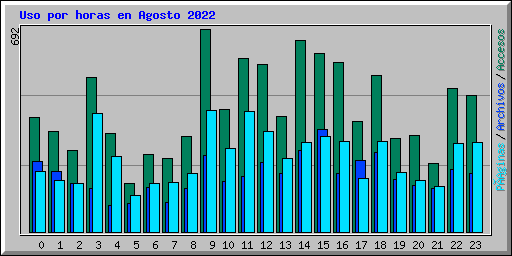 Uso por horas en Agosto 2022
692
Páginas / Archivos / Accesos
0 1 2 3 4 5 6 7 8 9 10 11 12 13 14 15 16 17 18 19 20 21 22 23